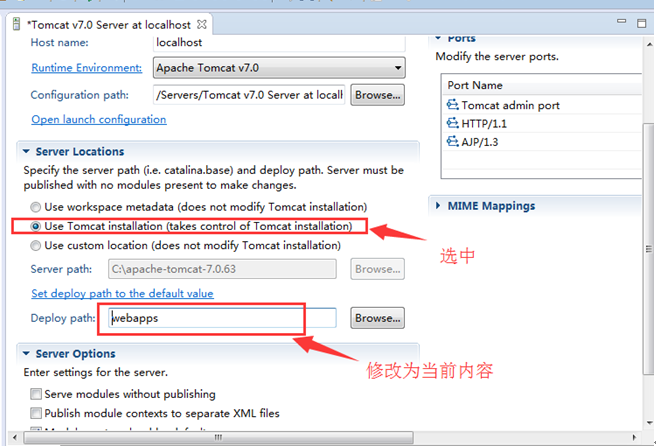 *Tomcat v7.0 Server at localhost
Host name: localhost
Runtime Environment: Apache Tomcat v7.0
Configuration path: /Servers/Tomcat v7.0 Server at local Browse...
Open launch configuration
Server Locations
Specify the server path (i.e. catalina.base) and deploy path. Server must be
published with no modules present to make changes.
Use workspace metadata (does not modify Tomcat installation)
Use Tomcat installation (takes control of Tomcat installation)
Use custom location (does not modify Tomcat installation)
Server path: C:\apache-tomcat-7.0.63 Browse...
Set deploy path to the default value
Deploy path: webapps Browse...
Server Options
Enter settings for the server.
Serve modules without publishing
Publish module contexts to separate XML files
Ports
Modify the server ports.
Port Name
Tomcat admin port
HTTP/1.1
AJP/1.3
MIME Mappings
选中
修改为当前内容